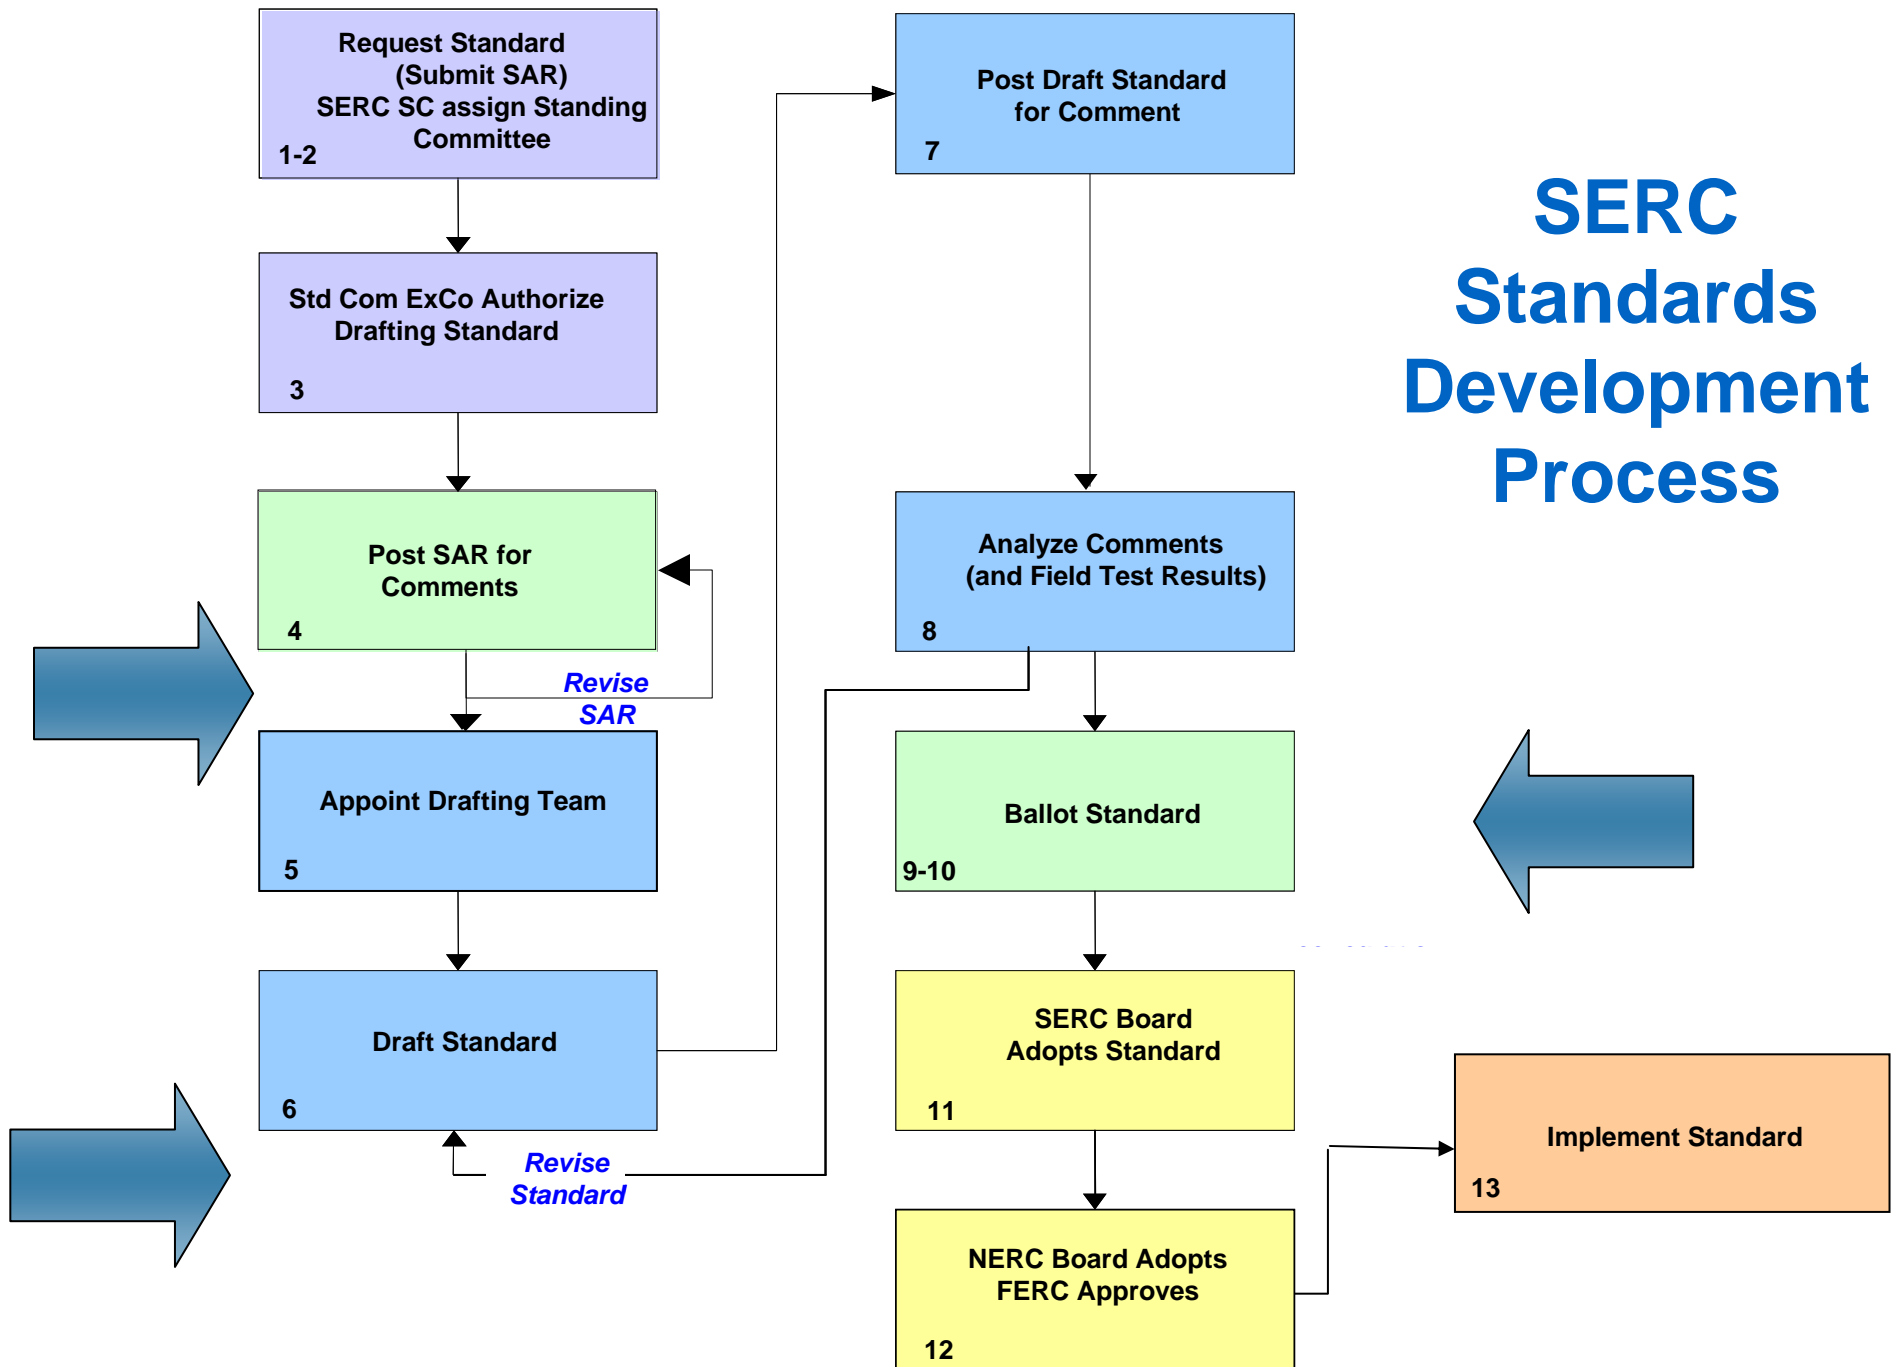 Request Standard
(Submit SAR)
SERC SC assign Standing
Committee
1-2
Std Com ExCo Authorize
Drafting Standard
3
Post SAR for
Comments
4
Revise
SAR
Appoint Drafting Team
5
Draft Standard
6
Revise
Standard
Post Draft Standard
for Comment
7
Analyze Comments
(and Field Test Results)
8
Ballot Standard
9-10
SERC Board
Adopts Standard
11
NERC Board Adopts
FERC Approves
12
Implement Standard
13
SERC
Standards
Development
Process